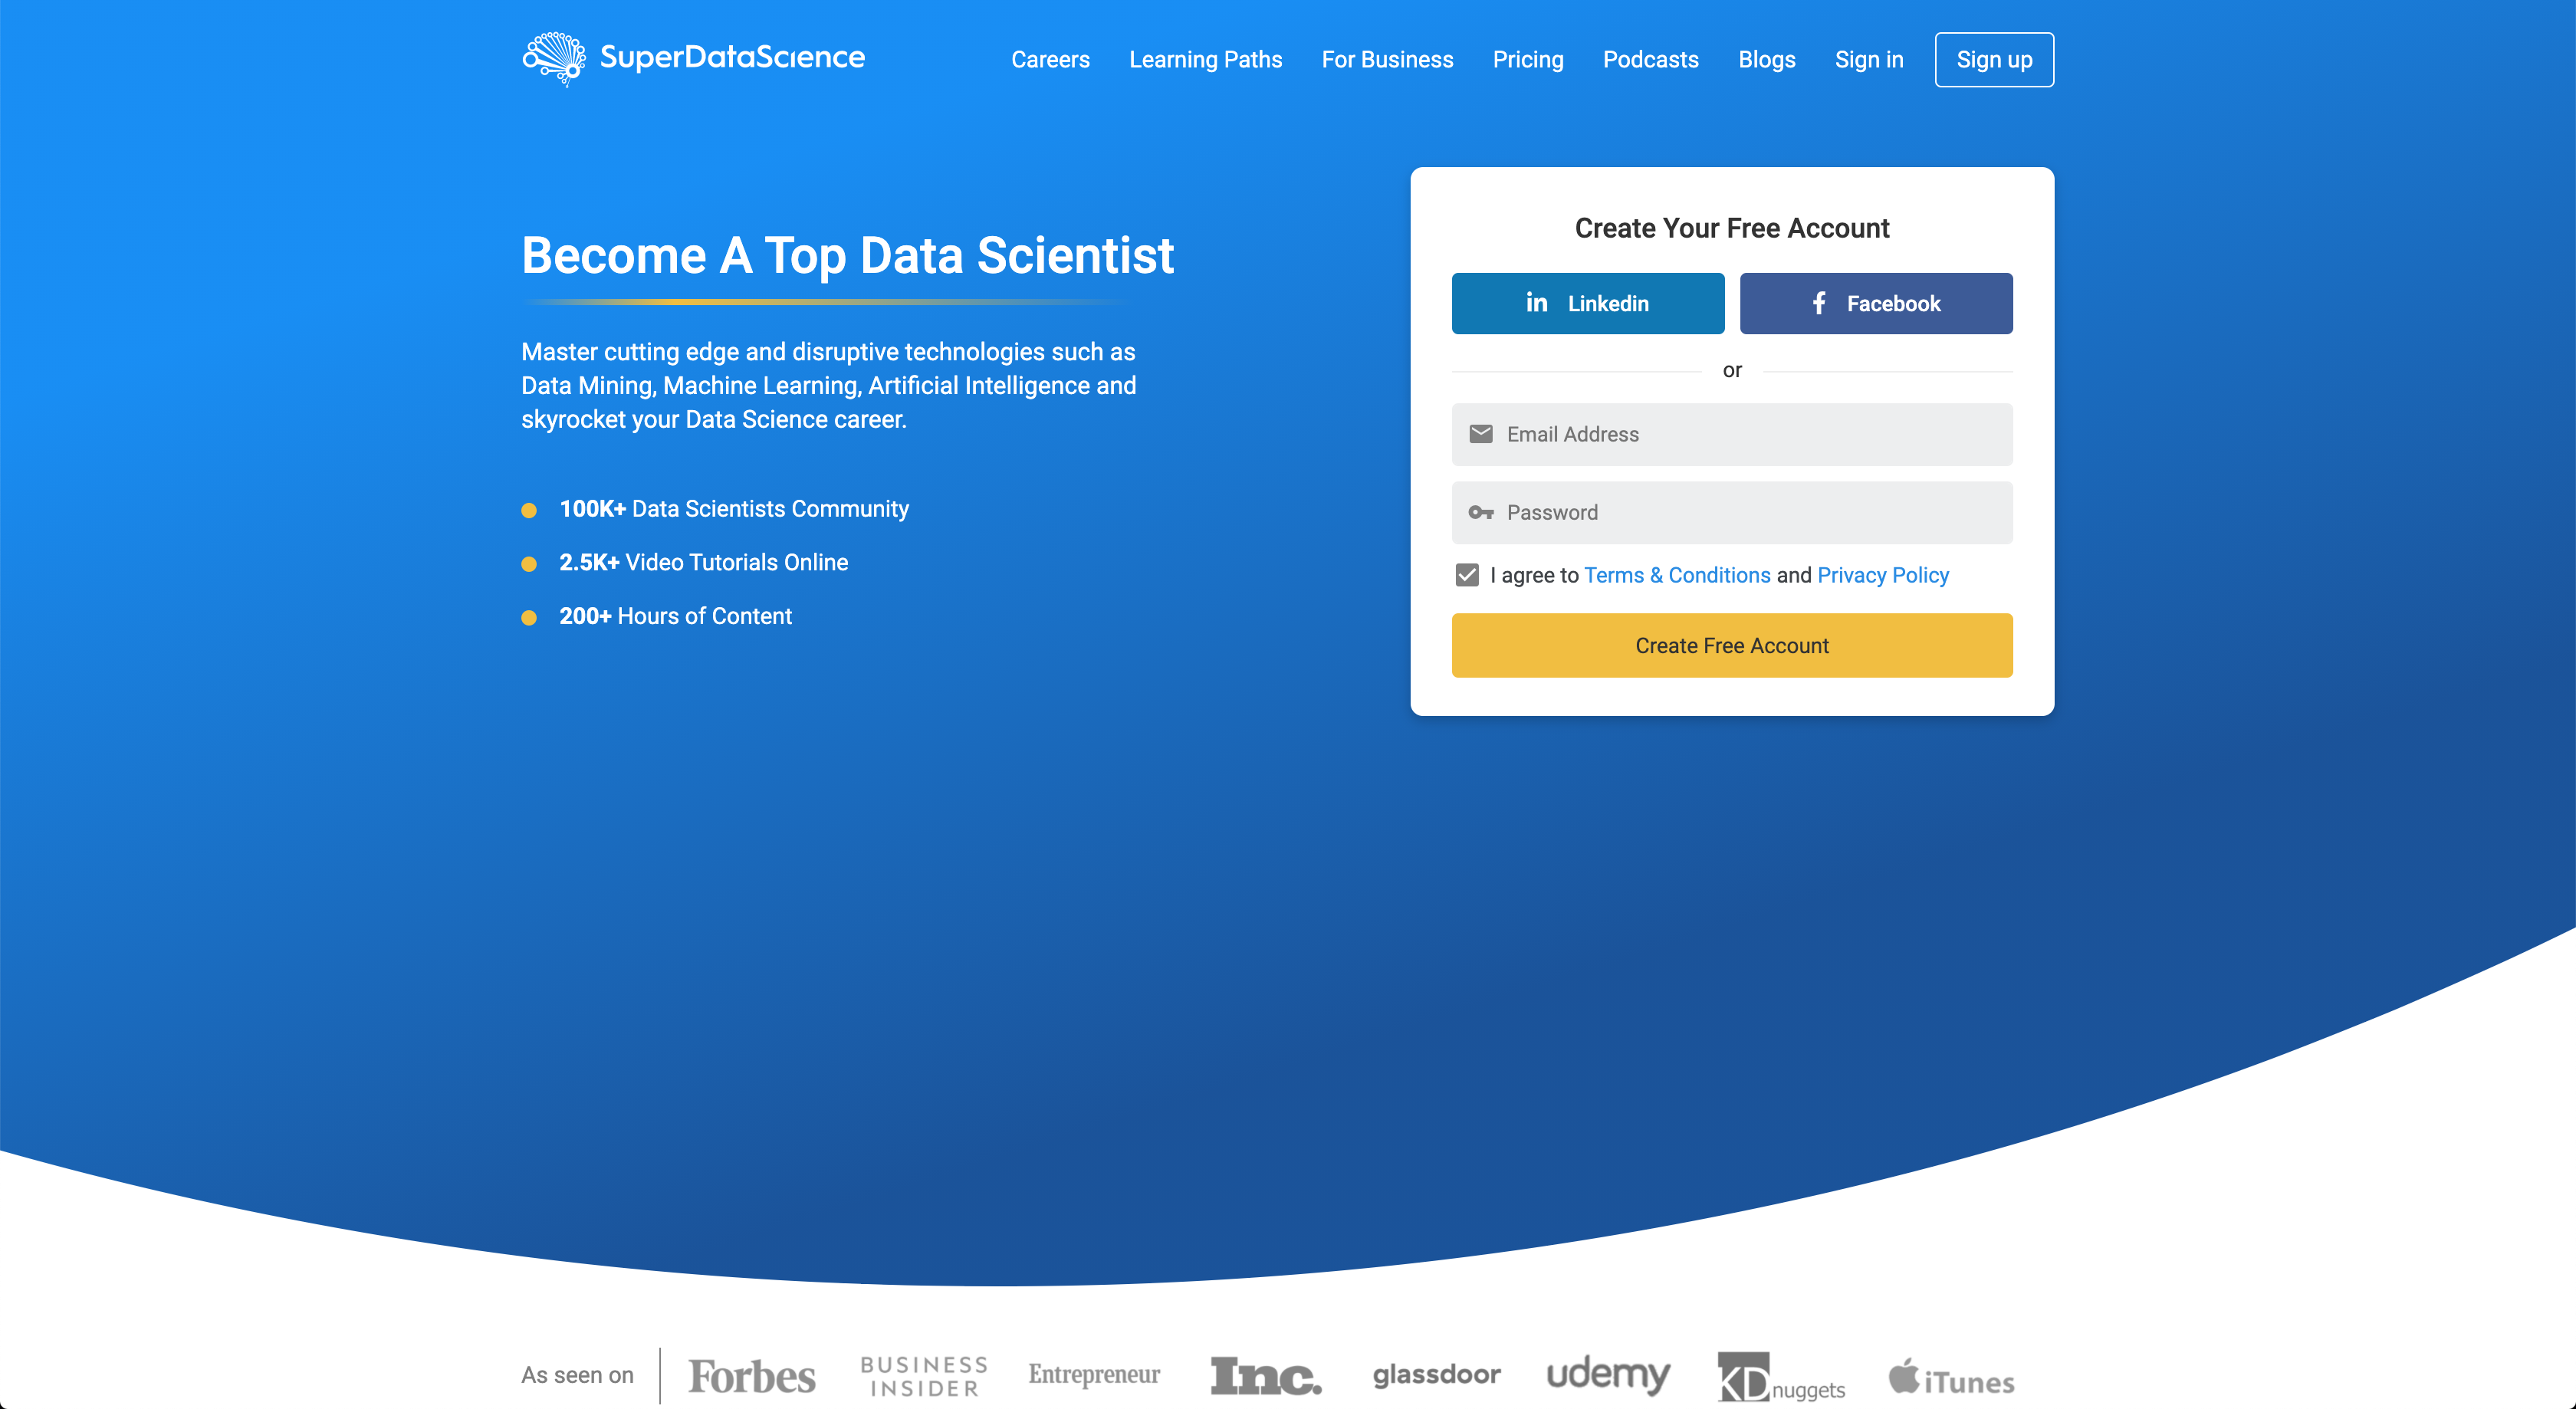 SuperDataScience
Careers
Learning Paths
For Business
Pricing
Podcasts
Blogs
Sign in
Sign up
Become A Top Data Scientist
Master cutting edge and disruptive technologies such as
Data Mining, Machine Learning, Artificial Intelligence and
skyrocket your Data Science career.
100K+ Data Scientists Community
2.5K+ Video Tutorials Online
200+ Hours of Content
Create Your Free Account
in Linkedin
f Facebook
or
Email Address
Password
I agree to Terms & Conditions and Privacy Policy
Create Free Account
As seen on
Forbes
BUSINESS
INSIDER
Entrepreneur
Inc.
glassdoor
udemy
KDnuggets
iTunes